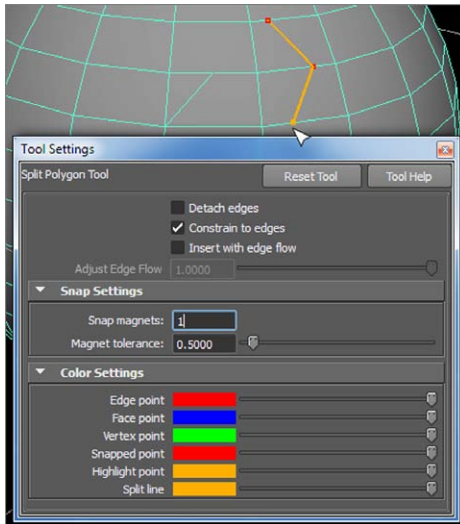 Tool Settings
Split Polygon Tool Reset Tool Tool Help
Detach edges
Constrain to edges
Insert with edge flow
Adjust Edge Flow 1.0000
Snap Settings
Snap magnets: 1
Magnet tolerance: 0.5000
Color Settings
Edge point
Face point
Vertex point
Snapped point
Highlight point
Split line